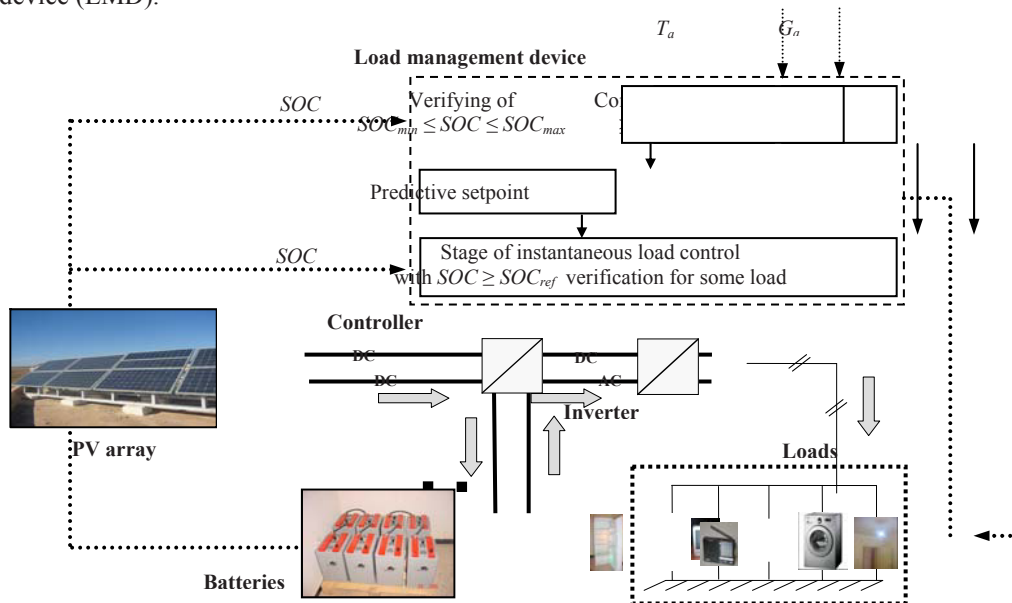 device (LMD).
T_a G_a
Load management device
SOC Verifying of
SOC_min ≤ SOC ≤ SOC_max
Predictive setpoint
Stage of instantaneous load control
SOC with SOC ≥ SOC_ref verification for some load
Controller
DC DC
DC AC
Inverter
PV array
Loads
Batteries